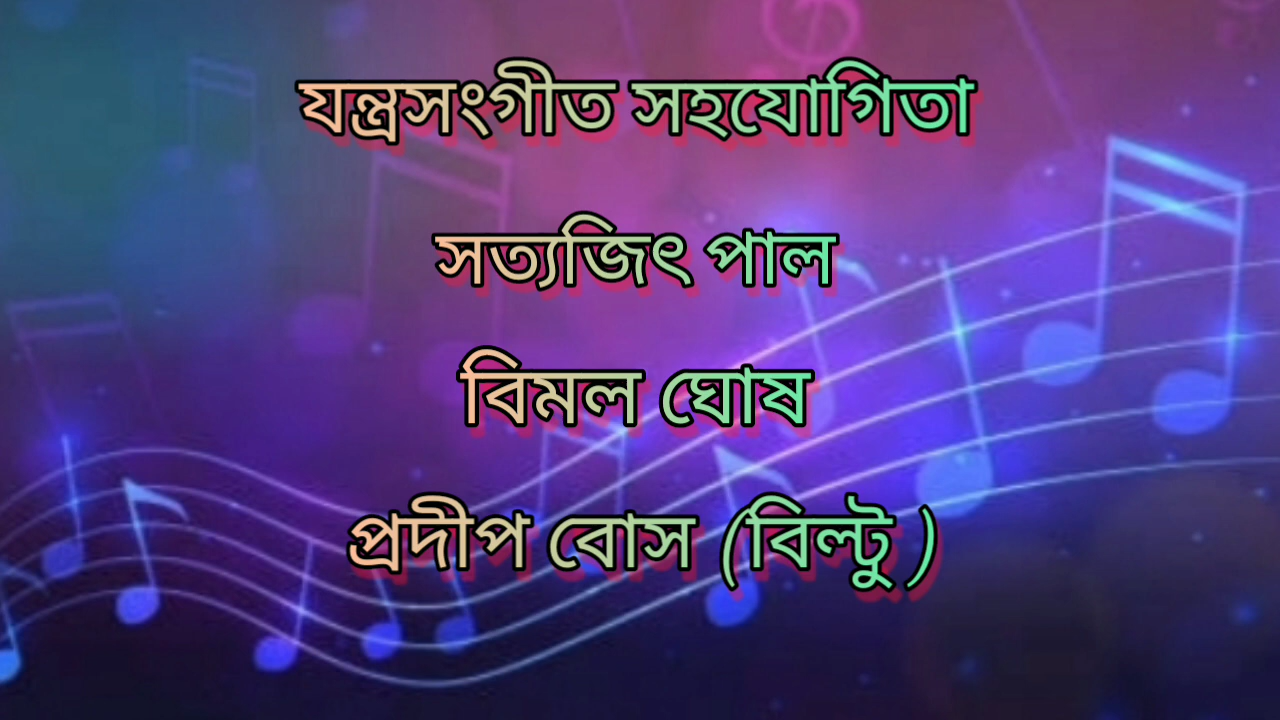 যন্ত্রসংগীত সহযোগিতা
সত্যজিৎ পাল
বিমল ঘোষ
প্রদীপ বোস (বিল্টু )